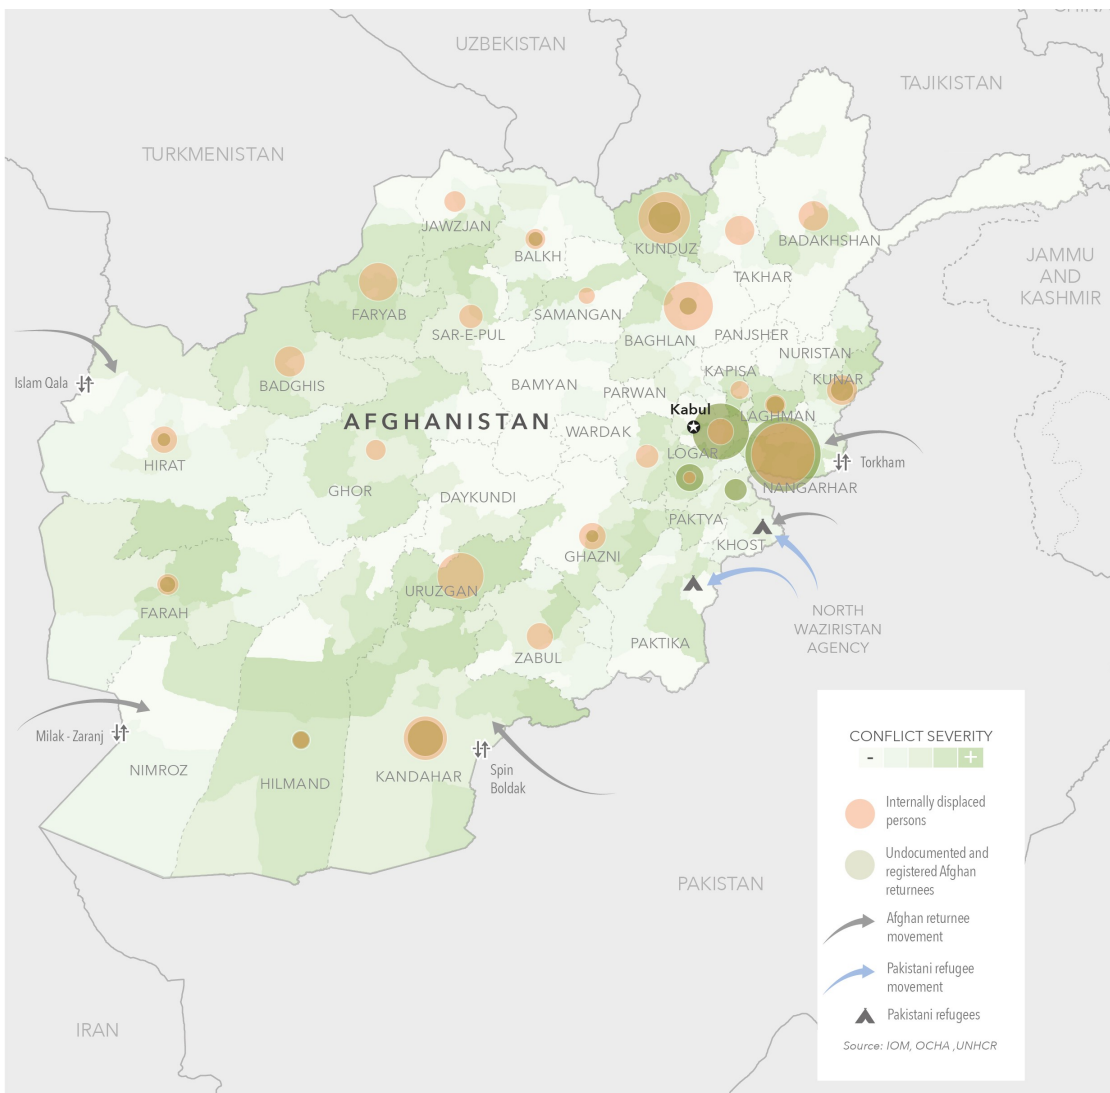 CHINA
UZBEKISTAN
TAJIKISTAN
TURKMENISTAN
JAWZJAN
BALKH
KUNDUZ
BADAKHSHAN
TAKHAR
JAMMU
AND
KASHMIR
FARYAB
SAR-E-PUL
SAMANGAN
BAGHLAN
PANJSHER
NURISTAN
BADGHIS
BAMYAN
PARWAN
KAPISA
KUNAR
Islam Qala
Kabul
LAGHMAN
AFGHANISTAN
WARDAK
LOGAR
Torkham
HIRAT
GHOR
DAYKUNDI
NANGARHAR
PAKTYA
KHOST
GHAZNI
URUZGAN
FARAH
NORTH
WAZIRISTAN
AGENCY
PAKTIKA
ZABUL
Milak - Zaranj
NIMROZ
HILMAND
KANDAHAR
Spin
Boldak
PAKISTAN
IRAN
CONFLICT SEVERITY
- +
Internally displaced
persons
Undocumented and
registered Afghan
returnees
Afghan returnee
movement
Pakistani refugee
movement
Pakistani refugees
Source: IOM, OCHA ,UNHCR